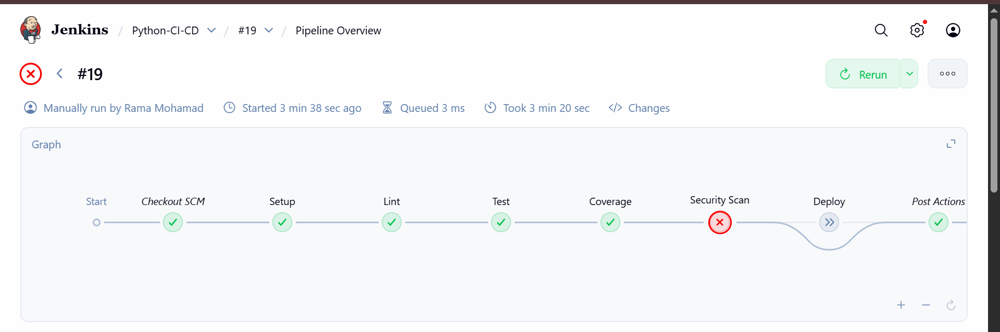 Jenkins / Python-CI-CD / #19 / Pipeline Overview
#19
Rerun
Manually run by Rama Mohamad Started 3 min 38 sec ago Queued 3 ms Took 3 min 20 sec </> Changes
Graph
Start Checkout SCM Setup Lint Test Coverage Security Scan Deploy Post Actions